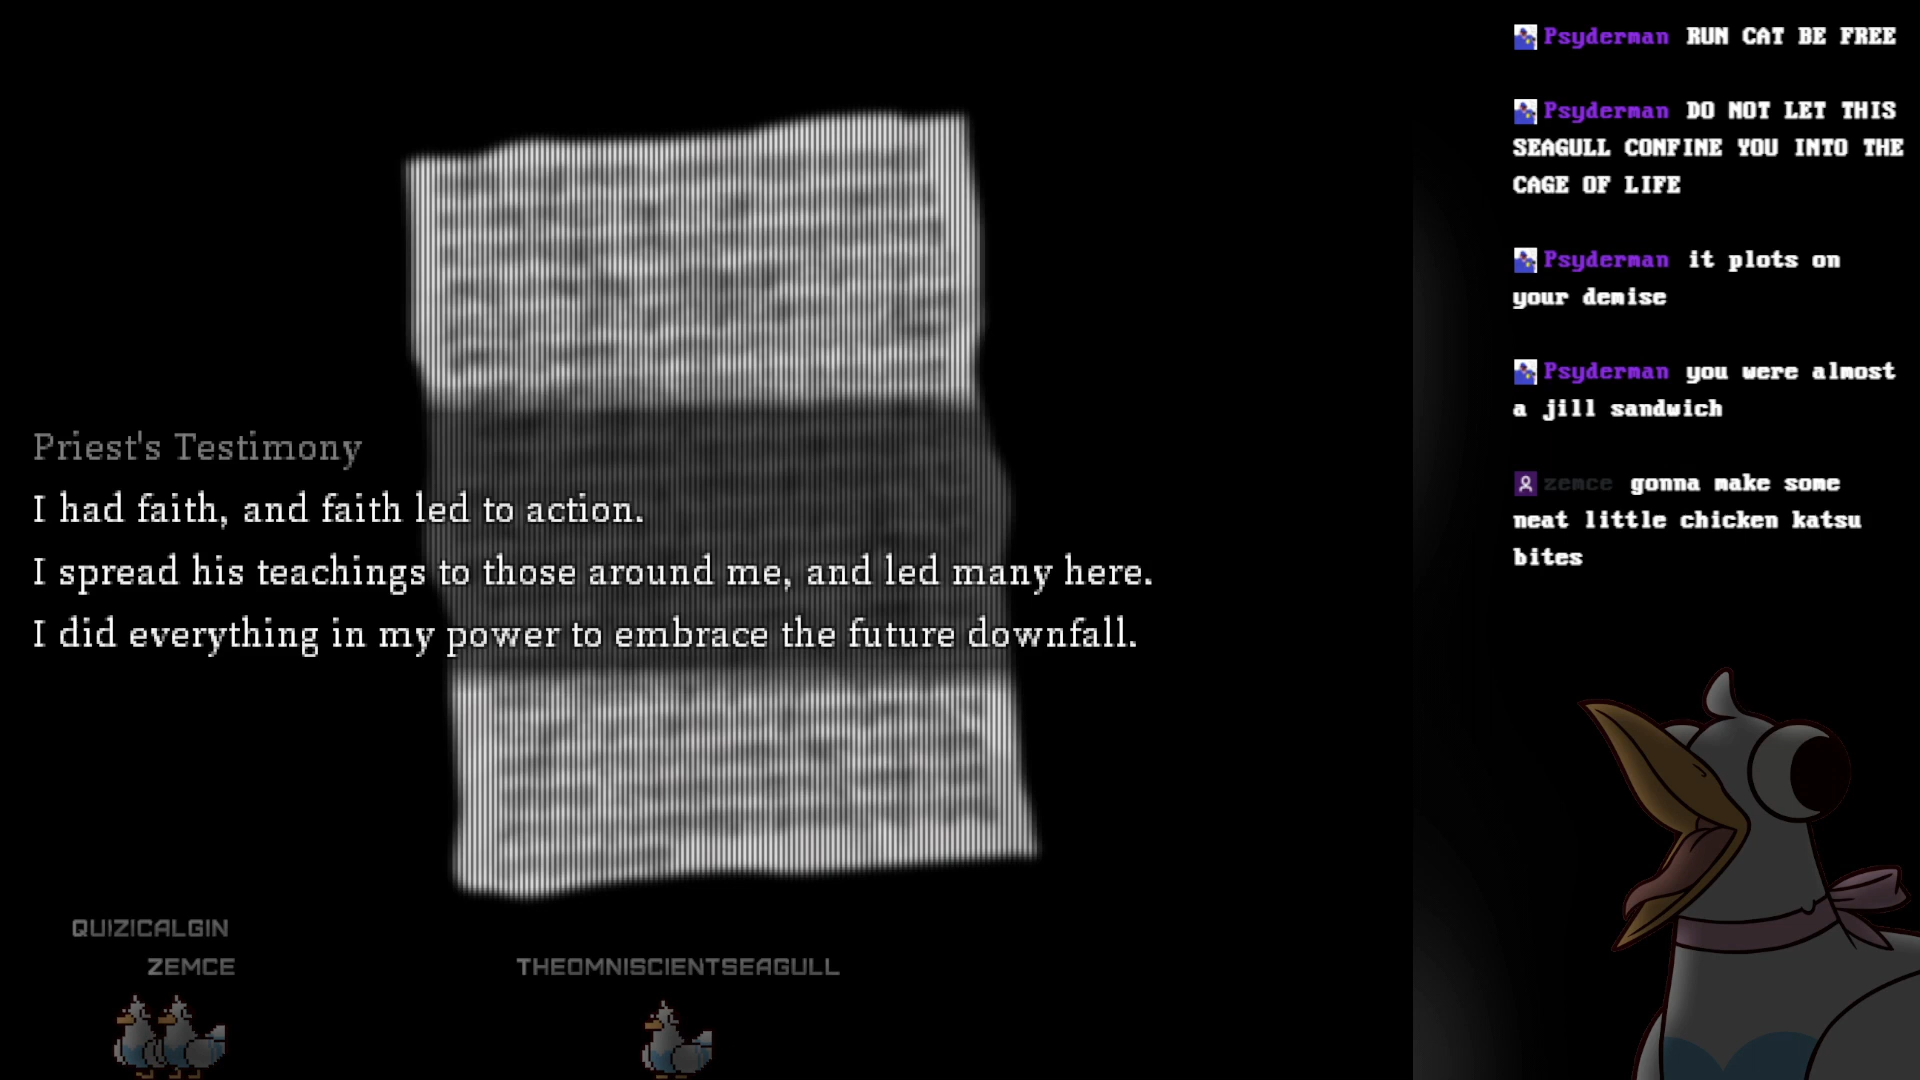 Priest's Testimony
I had faith, and faith led to action.
I spread his teachings to those around me, and led many here.
I did everything in my power to embrace the future downfall.
QUIZICALGIN
ZEMCE
THEOMNISCIENTSEAGULL
Psyderman RUN CAT BE FREE
Psyderman DO NOT LET THIS
SEAGULL CONFINE YOU INTO THE
CAGE OF LIFE
Psyderman it plots on
your demise
Psyderman you were almost
a jill sandwich
zemce gonna make some
neat little chicken katsu
bites